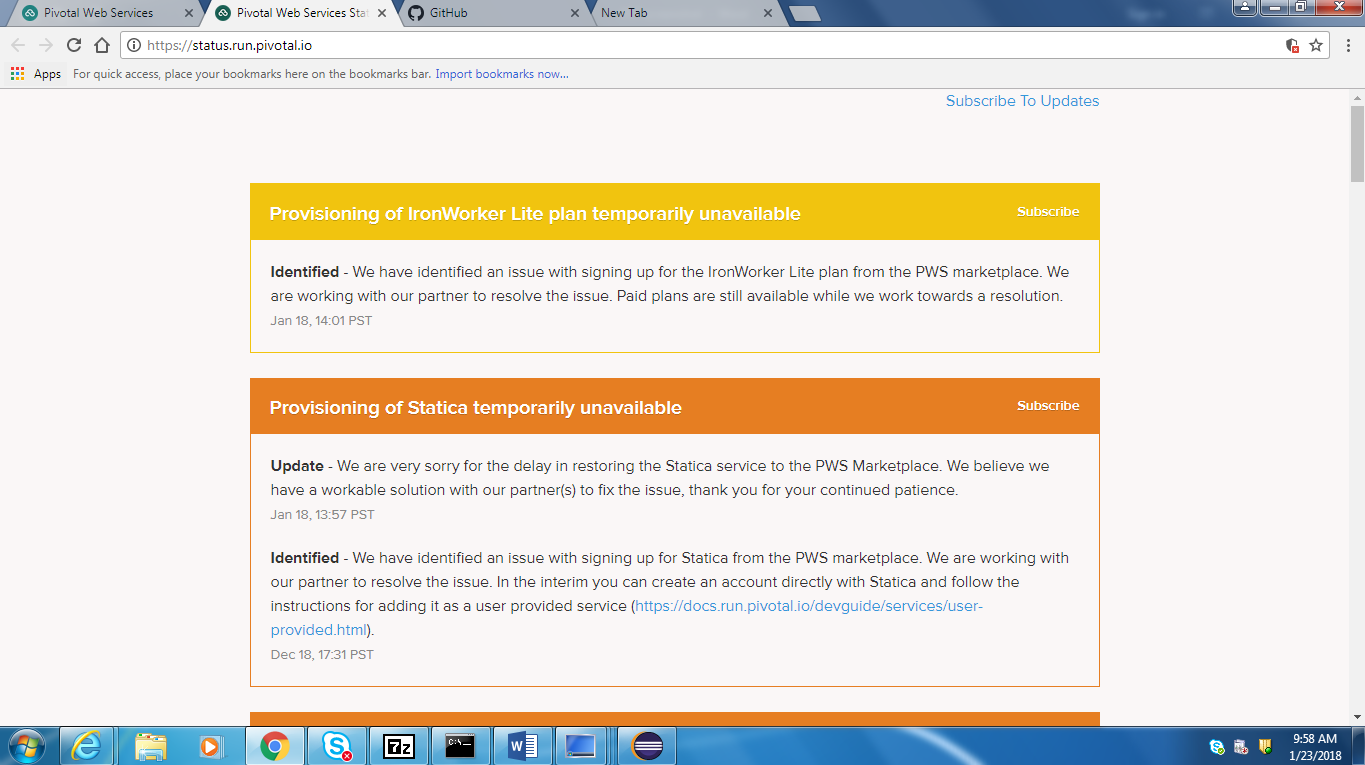 Pivotal Web Services
Pivotal Web Services Sta
GitHub
New Tab
https://status.run.pivotal.io
Apps
For quick access, place your bookmarks here on the bookmarks bar. Import bookmarks now...
Subscribe To Updates
Provisioning of IronWorker Lite plan temporarily unavailable
Subscribe
Identified - We have identified an issue with signing up for the IronWorker Lite plan from the PWS marketplace. We
are working with our partner to resolve the issue. Paid plans are still available while we work towards a resolution.
Jan 18, 14:01 PST
Provisioning of Statica temporarily unavailable
Subscribe
Update - We are very sorry for the delay in restoring the Statica service to the PWS Marketplace. We believe we
have a workable solution with our partner(s) to fix the issue, thank you for your continued patience.
Jan 18, 13:57 PST
Identified - We have identified an issue with signing up for Statica from the PWS marketplace. We are working with
our partner to resolve the issue. In the interim you can create an account directly with Statica and follow the
instructions for adding it as a user provided service (https://docs.run.pivotal.io/devguide/services/user-
provided.html).
Dec 18, 17:31 PST
7z
C:\.
W
9:58 AM
1/23/2018